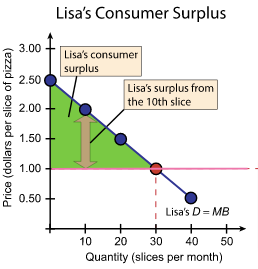 Lisa's Consumer Surplus
Price (dollars per slice of pizza)
3.00
2.50
2.00
1.50
1.00
0.50
Lisa's consumer
surplus
Lisa's surplus from
the 10th slice
Lisa's D = MB
10 20 30 40 50
Quantity (slices per month)